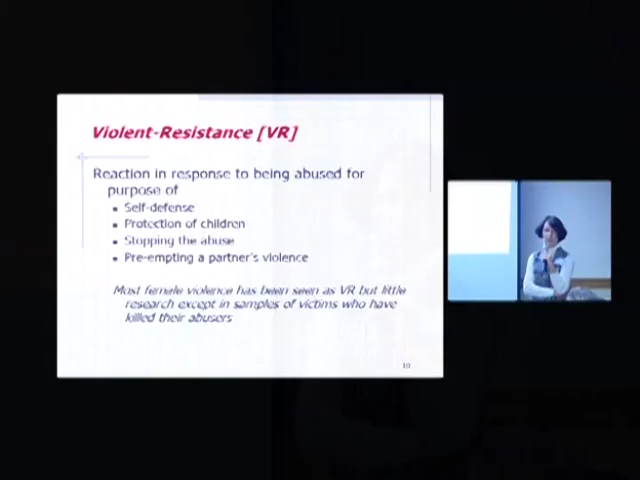 Violent-Resistance [VR]
Reaction in response to being abused for
purpose of
• Self-defense
• Protection of children
• Stopping the abuse
• Pre-empting a partner's violence
Most female violence has been seen as VR but little
research except in samples of victims who have
killed their abusers
10